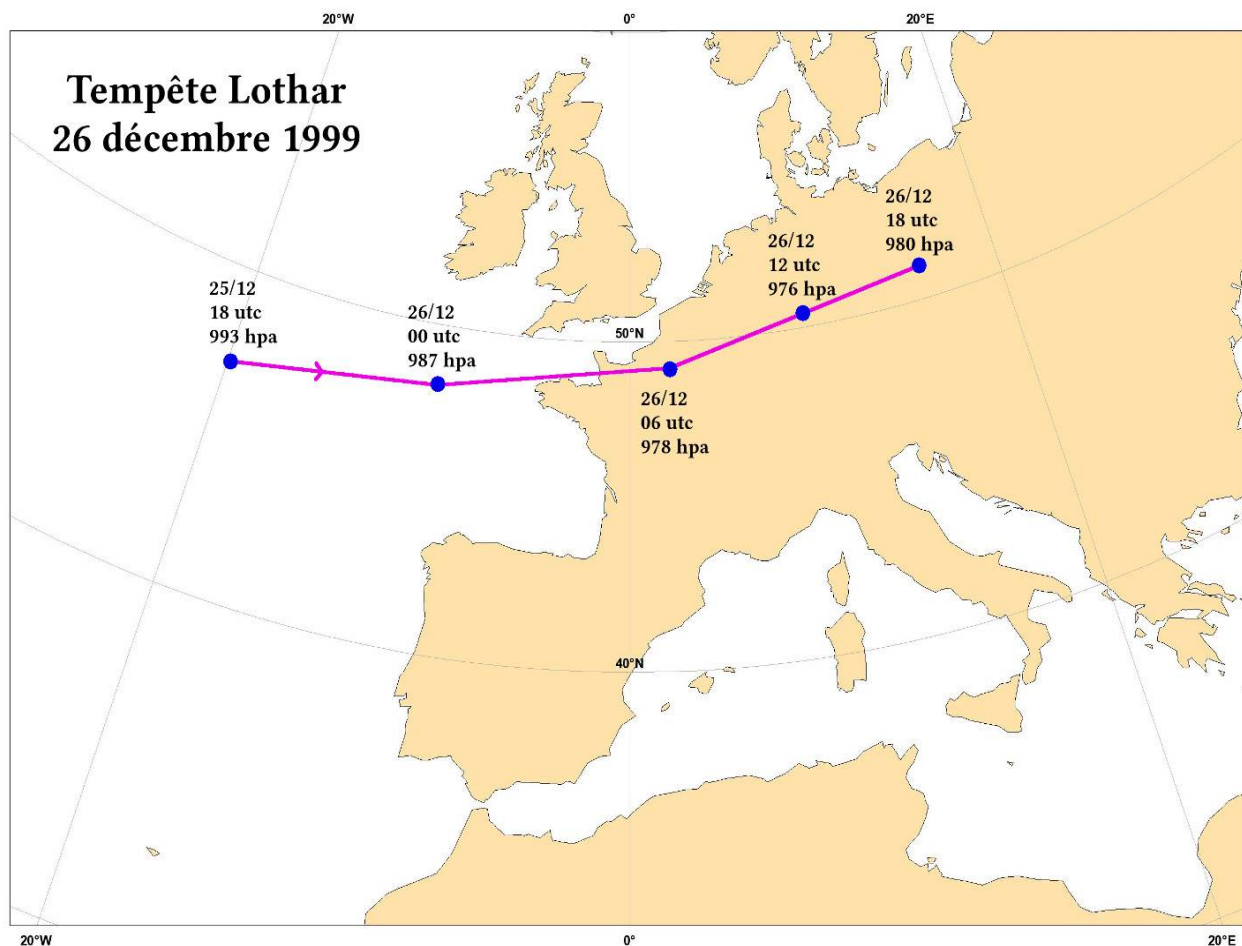 20°W
0°
20°E
Tempête Lothar
26 décembre 1999
26/12
18 utc
980 hpa
26/12
12 utc
976 hpa
25/12
18 utc
993 hpa
26/12
00 utc
987 hpa
50°N
26/12
06 utc
978 hpa
40°N
20°W
0°
20°E